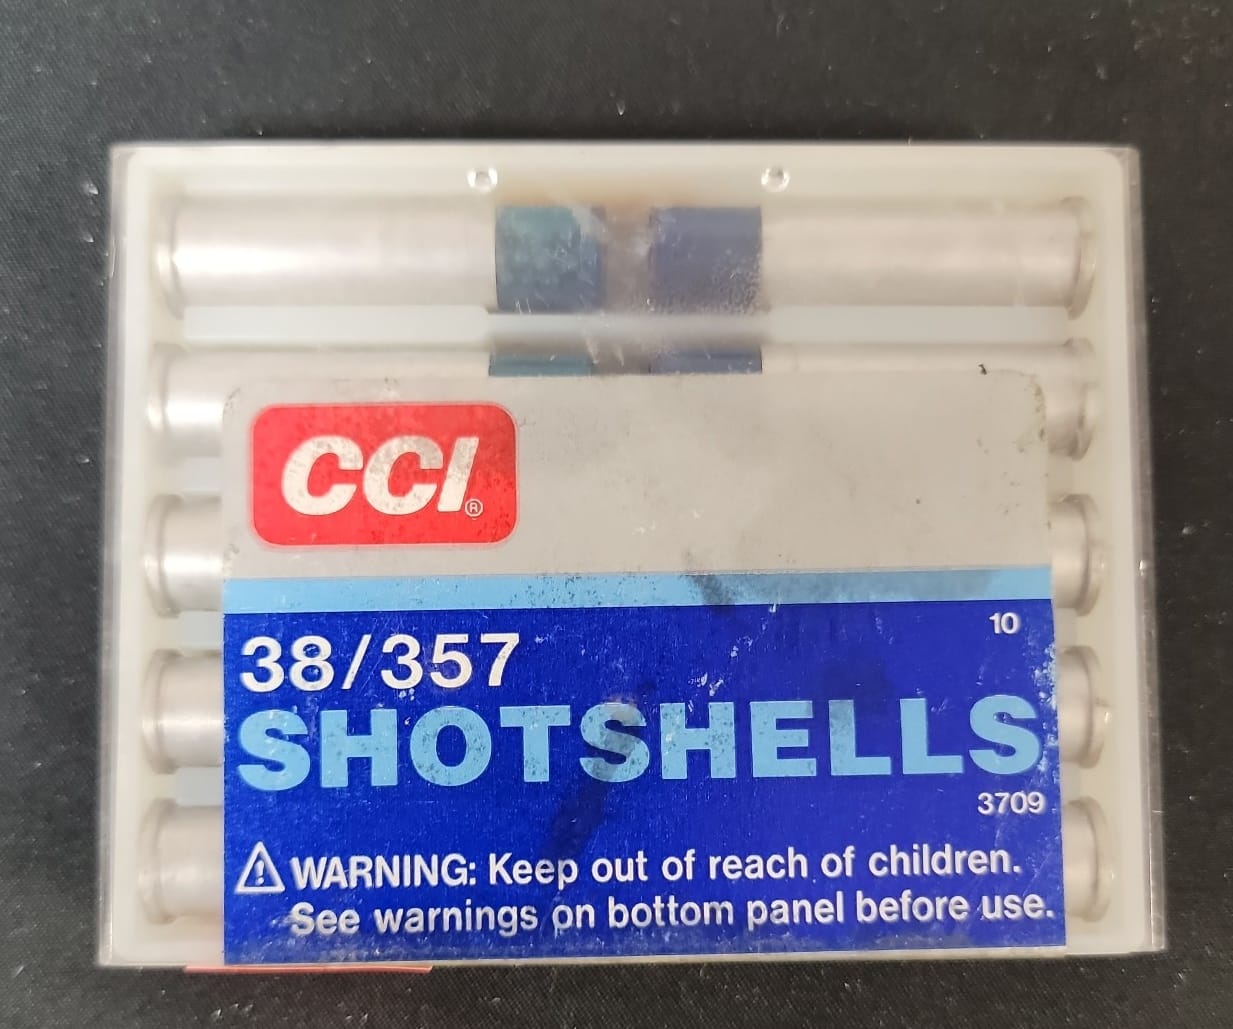 CCI®
10
38/357
SHOTSHELLS
3709
WARNING: Keep out of reach of children.
See warnings on bottom panel before use.